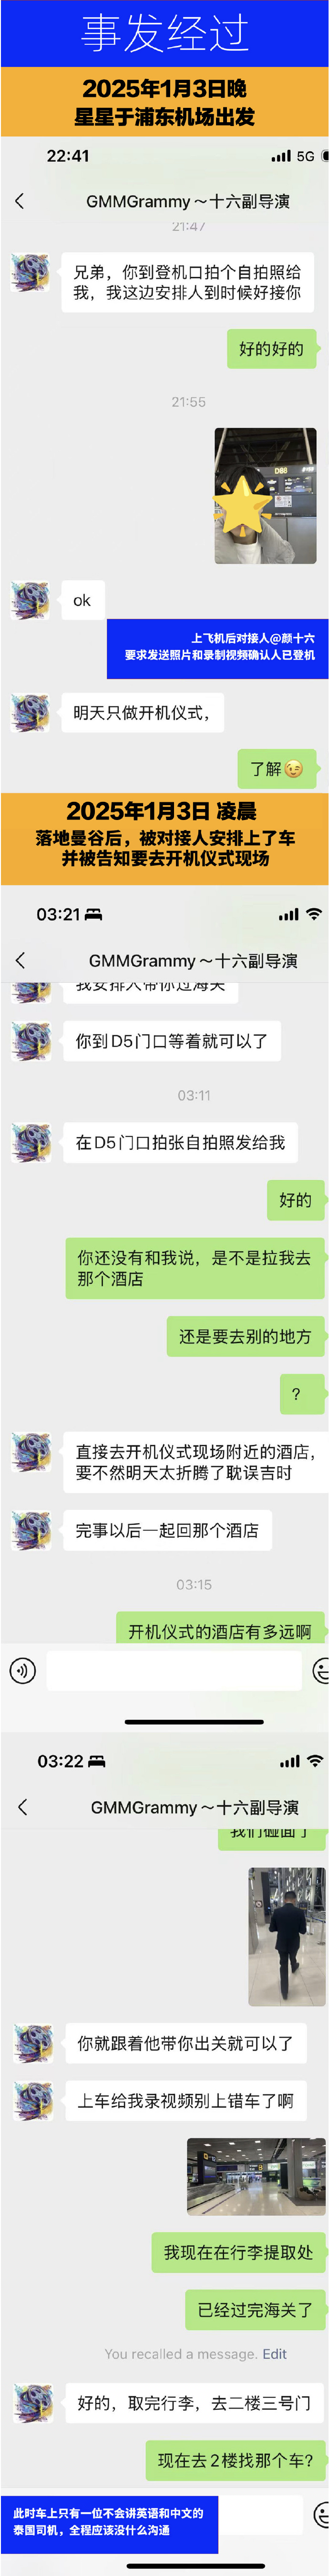 事发经过
2025年1月3日晚
星星于浦东机场出发
22:41
5G
GMMGrammy～十六副导演
21:47
兄弟，你到登机口拍个自拍照给
我，我这边安排人到时候好接你
好的好的
21:55
D88
ok
上飞机后对接人@颜十六
要求发送照片和录制视频确认人已登机
明天只做开机仪式，
了解
2025年1月3日 凌晨
落地曼谷后，被对接人安排上了车
并被告知要去开机仪式现场
03:21
GMMGrammy～十六副导演
我安排人带你过海关
你到D5门口等着就可以了
03:11
在D5门口拍张自拍照发给我
好的
你还没有和我说，是不是拉我去
那个酒店
还是要去别的地方
？
直接去开机仪式现场附近的酒店，
要不然明天太折腾了耽误吉时
完事以后一起回那个酒店
03:15
开机仪式的酒店有多远啊
03:22
GMMGrammy～十六副导演
我们碰面了
你就跟着他带你出关就可以了
上车给我录视频别上错车了啊
我现在在行李提取处
已经过完海关了
You recalled a message. Edit
好的，取完行李，去二楼三号门
现在去2楼找那个车?
此时车上只有一位不会讲英语和中文的
泰国司机，全程应该没什么沟通